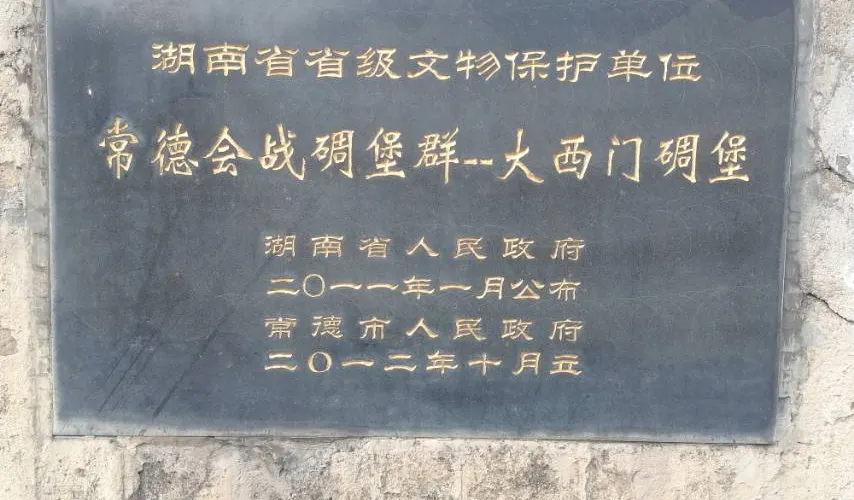 湖南省省级文物保护单位
常德会战碉堡群--大西门碉堡
湖南省人民政府
二〇一一年一月公布
常德市人民政府
二〇一二年十月立